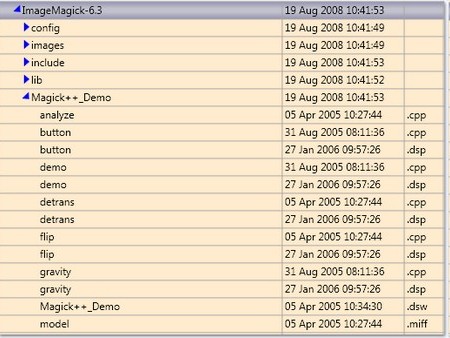 ImageMagick-6.3 19 Aug 2008 10:41:53
config 19 Aug 2008 10:41:49
images 19 Aug 2008 10:41:49
include 19 Aug 2008 10:41:53
lib 19 Aug 2008 10:41:52
Magick++_Demo 19 Aug 2008 10:41:53
analyze 05 Apr 2005 10:27:44 .cpp
button 31 Aug 2005 08:11:36 .cpp
button 27 Jan 2006 09:57:26 .dsp
demo 31 Aug 2005 08:11:36 .cpp
demo 27 Jan 2006 09:57:26 .dsp
detrans 05 Apr 2005 10:27:44 .cpp
detrans 27 Jan 2006 09:57:26 .dsp
flip 05 Apr 2005 10:27:44 .cpp
flip 27 Jan 2006 09:57:26 .dsp
gravity 31 Aug 2005 08:11:36 .cpp
gravity 27 Jan 2006 09:57:26 .dsp
Magick++_Demo 05 Apr 2005 10:34:30 .dsw
model 05 Apr 2005 10:27:44 .miff